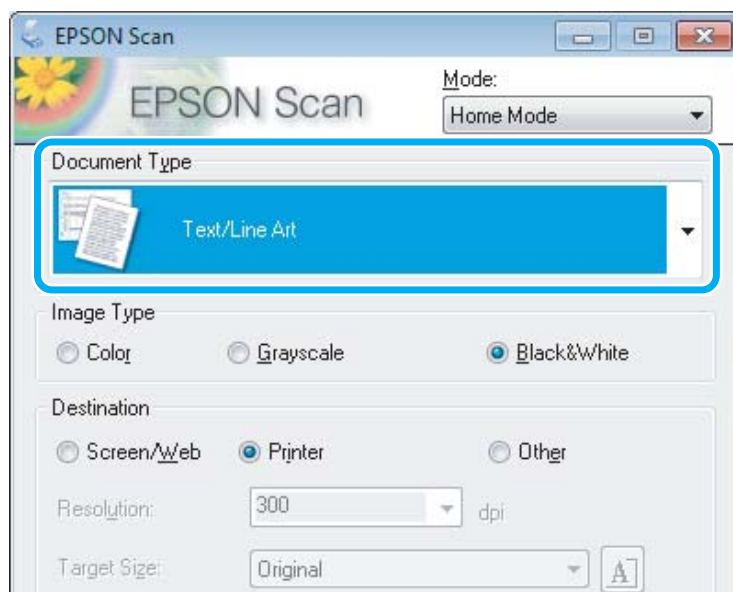 EPSON Scan
EPSON Scan
Mode:
Home Mode
Document Type
Text/Line Art
Image Type
Color Grayscale Black&White
Destination
Screen/Web Printer Other
Resolution: 300 dpi
Target Size: Original A